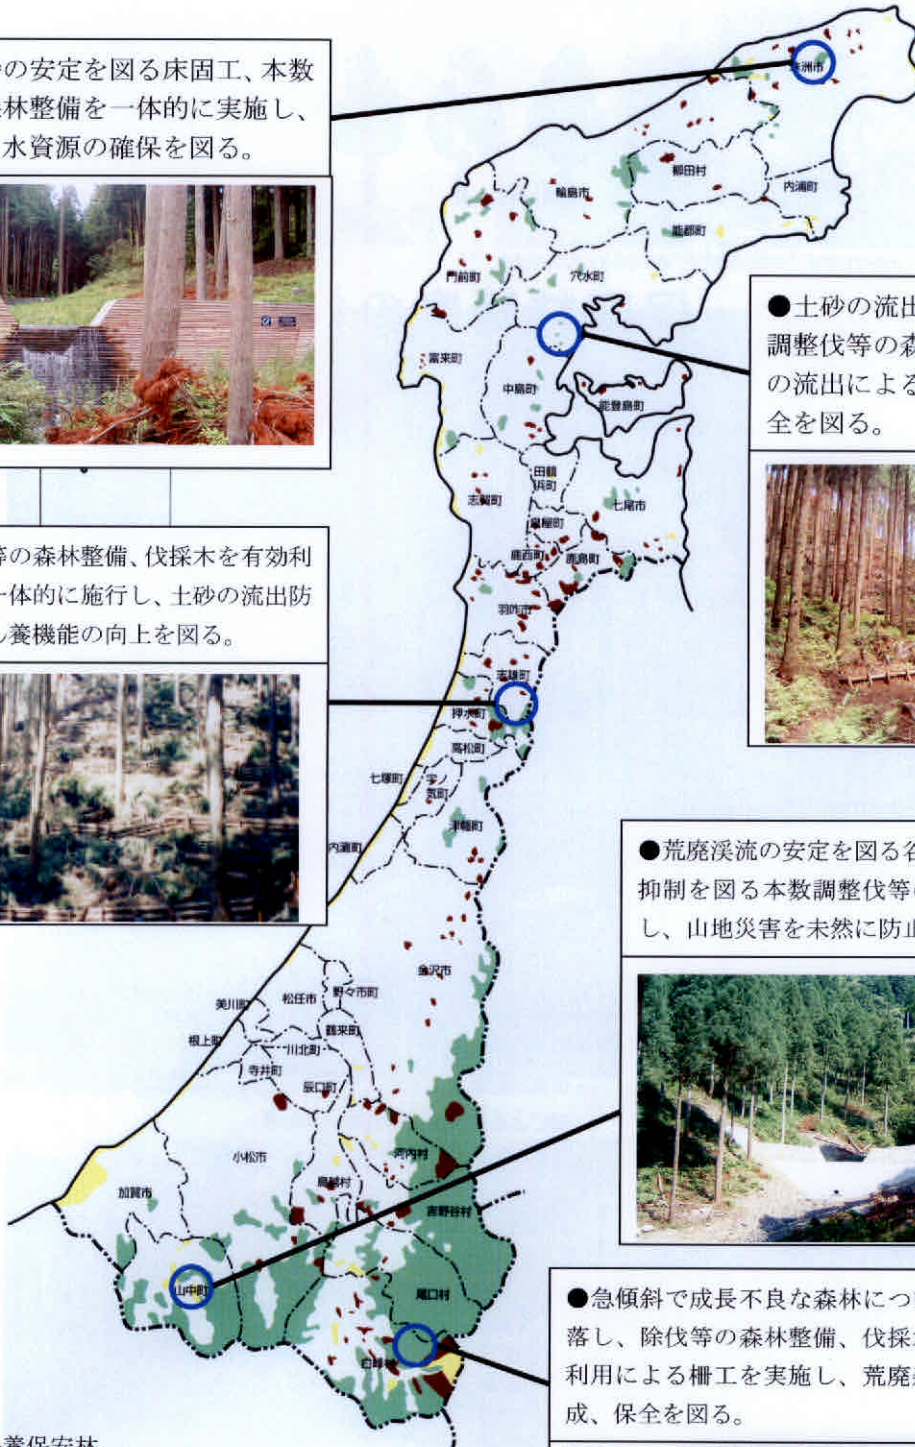 の安定を図る床固工、本数
林整備を一体的に実施し、
水資源の確保を図る。
珠洲市
輪島市
柳田村
内浦町
能都町
門前町
穴水町
●土砂の流出
調整伐等の森
の流出による
全を図る。
富来町
中島町
能登島町
田鶴
浜町
志賀町
七尾市
鳥屋町
鹿西町
鹿島町
等の森林整備、伐採木を有効利
一体的に施行し、土砂の流出防
ん養機能の向上を図る。
羽咋市
志雄町
押水町
高松町
七塚町
宇ノ
気町
津幡町
内灘町
●荒廃渓流の安定を図る谷
抑制を図る本数調整伐等
し、山地災害を未然に防止
金沢市
美川町
松任市
野々市町
鶴来町
根上町
川北町
寺井町
辰口町
小松市
河内村
加賀市
鳥越村
吉野谷村
山中町
尾口村
白峰村
●急傾斜で成長不良な森林につ
落し、除伐等の森林整備、伐採
利用による柵工を実施し、荒廃
成、保全を図る。
養保安林